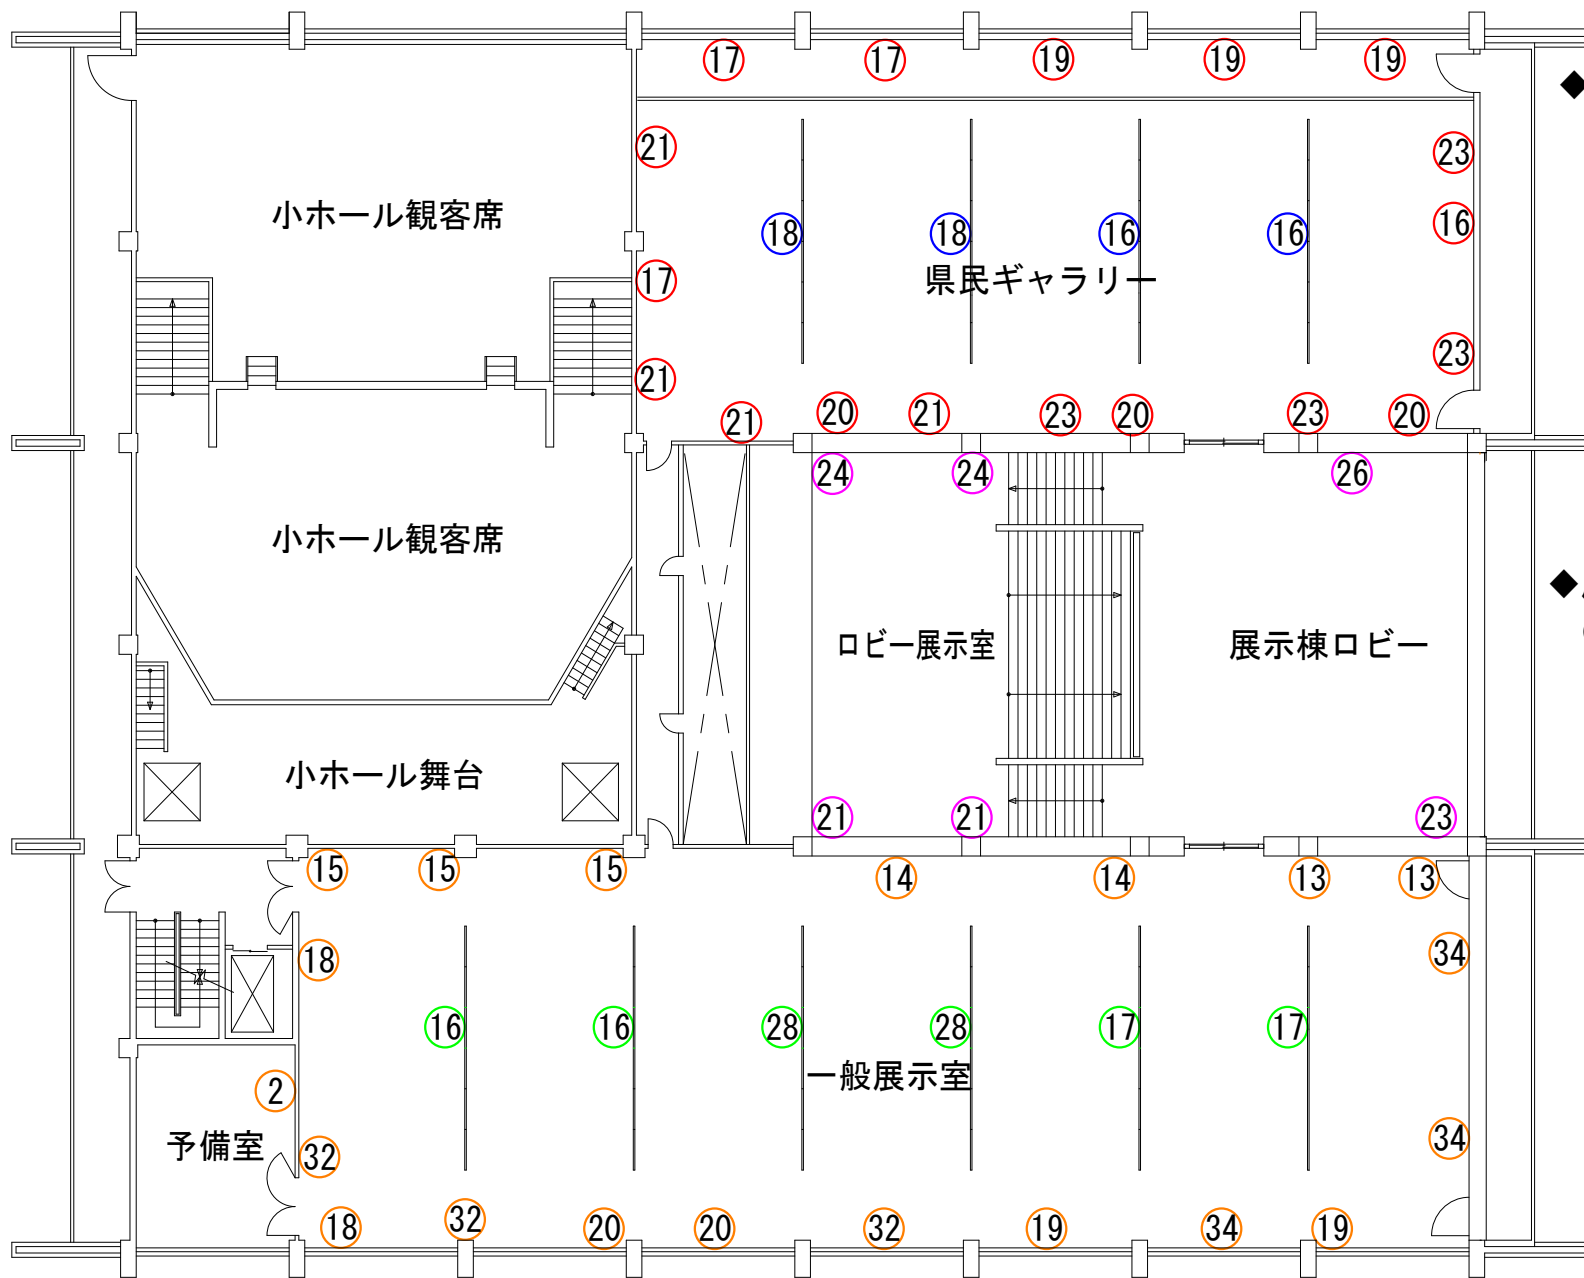 17 17 19 19 19
◆
21 23
小ホール観客席
18 18 16 16 16
県民ギャラリー
17
23
21
21 20 21 23 20 23 20
24 24 26
小ホール観客席
◆
ロビー展示室 展示棟ロビー
小ホール舞台
21 21 23
15 15 15 14 14 13 13
18 34
16 16 28 28 17 17
一般展示室
2
予備室
32 34
18 32 20 20 32 19 34 19